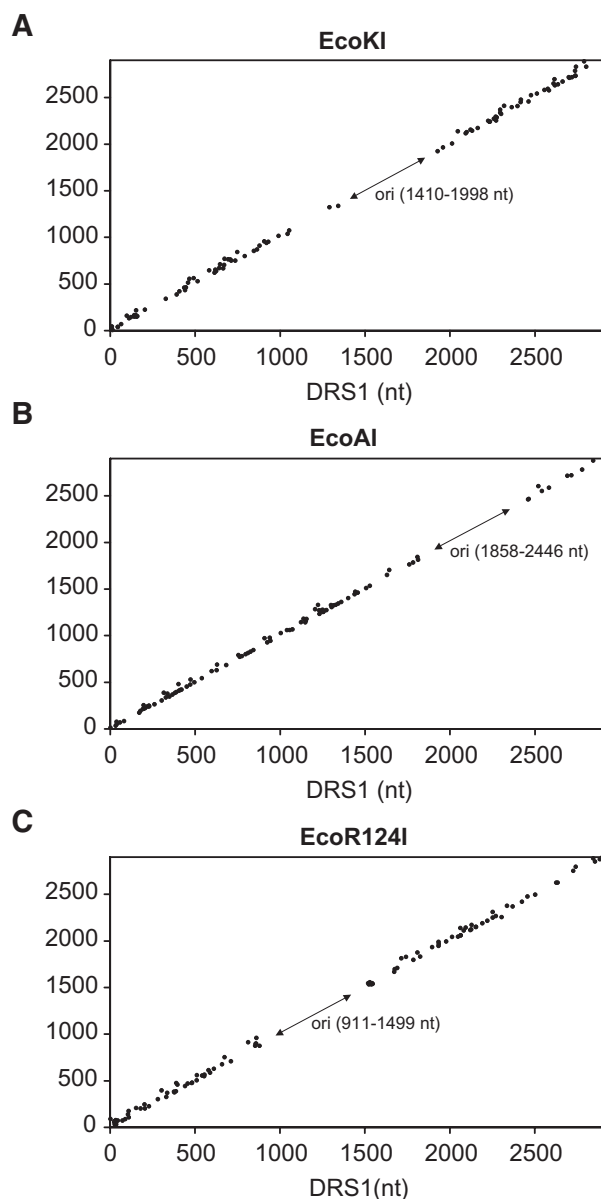 A
EcoKI
2500
2000
1500
1000
500
0
ori (1410-1998 nt)
0 500 1000 1500 2000 2500
DRS1 (nt)
B
EcoAI
2500
2000
1500
1000
500
0
ori (1858-2446 nt)
0 500 1000 1500 2000 2500
DRS1 (nt)
C
EcoR124I
2500
2000
1500
1000
500
0
ori (911-1499 nt)
0 500 1000 1500 2000 2500
DRS1(nt)